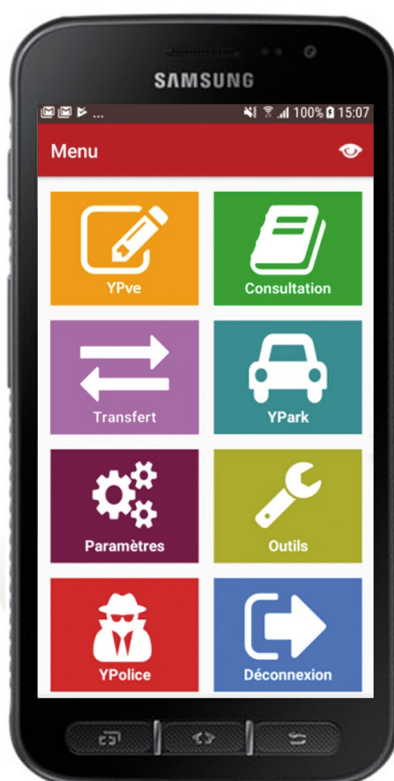 SAMSUNG
... 100% 15:07
Menu
YPve
Consultation
Transfert
YPark
Paramètres
Outils
YPolice
Déconnexion